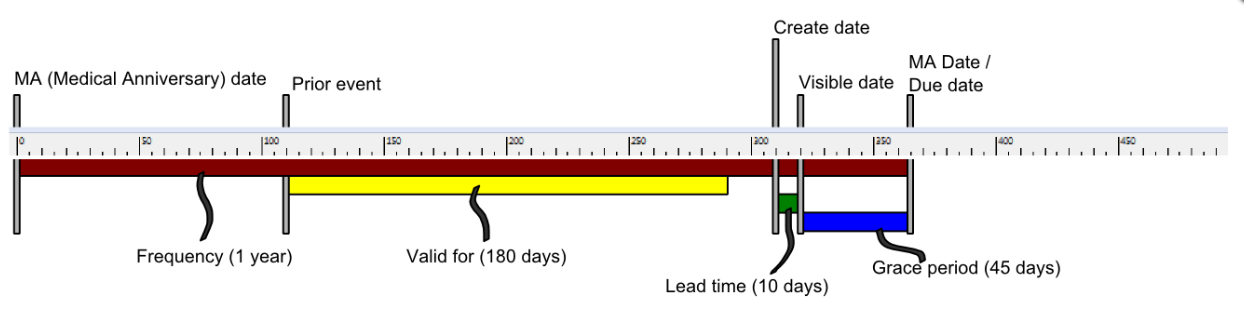 Create date
MA (Medical Anniversary) date
Prior event
Visible date
MA Date /
Due date
0 50 100 150 200 250 300 350 400 450
Frequency (1 year)
Valid for (180 days)
Lead time (10 days)
Grace period (45 days)